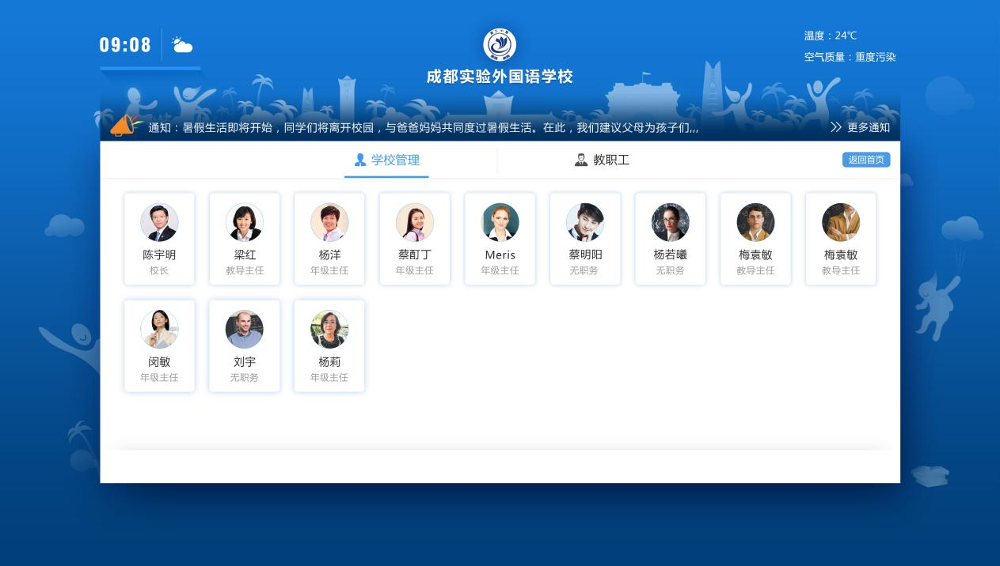 09:08
温度：24℃
空气质量：重度污染
成都实验外国语学校
通知：暑假生活即将开始，同学们将离开校园，与爸爸妈妈共同度过暑假生活。在此，我们建议父母为孩子们,,,
更多通知
学校管理
教职工
返回首页
陈宇明
校长
梁红
教导主任
杨洋
年级主任
蔡酊丁
年级主任
Meris
年级主任
蔡明阳
无职务
杨若曦
无职务
梅袁敏
教导主任
梅袁敏
教导主任
闵敏
年级主任
刘宇
无职务
杨莉
年级主任